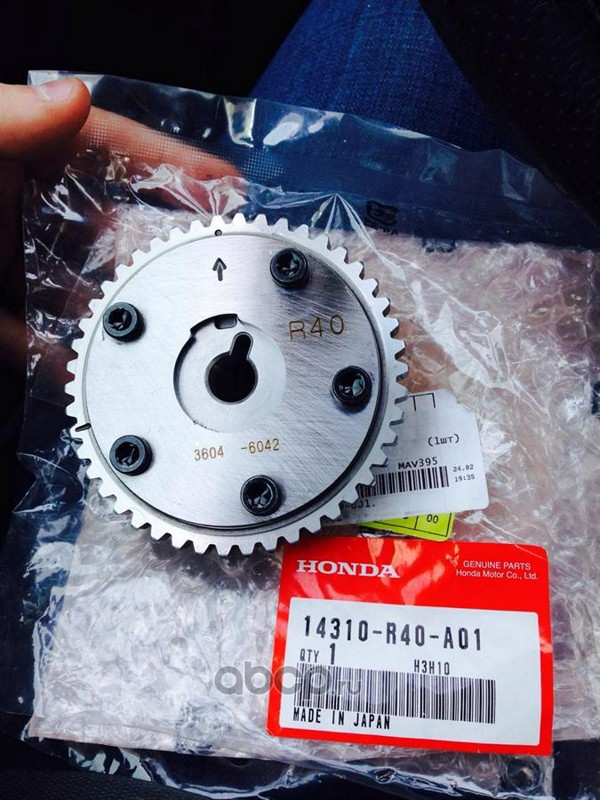 R40
3604 -6042
(1шт)
MAV395
24.02
19:35
00
HONDA
GENUINE PARTS
Honda Motor Co., Ltd.
14310-R40-A01
QTY 1
H3H10
MADE IN JAPAN
abcp.ru